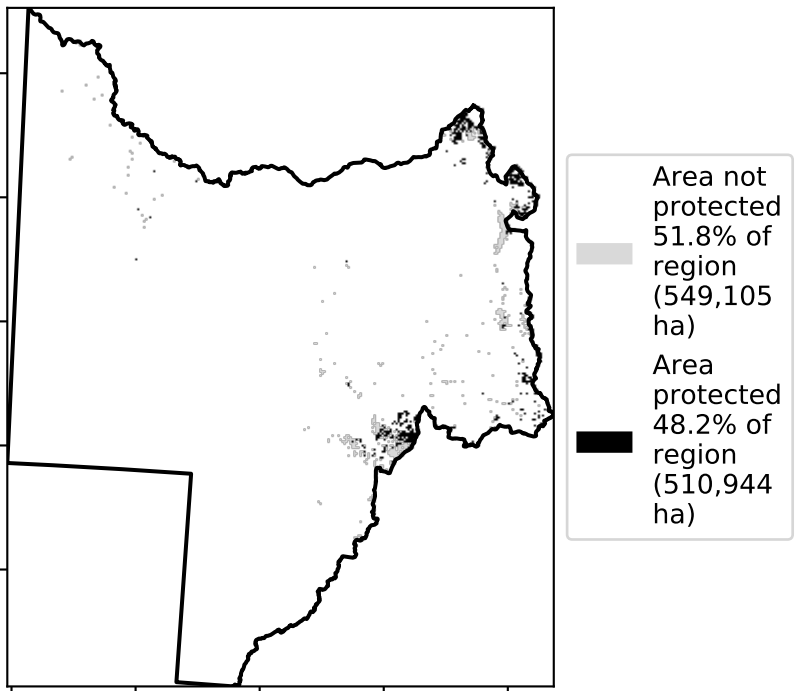 Area not
protected
51.8% of
region
(549,105
ha)
Area
protected
48.2% of
region
(510,944
ha)